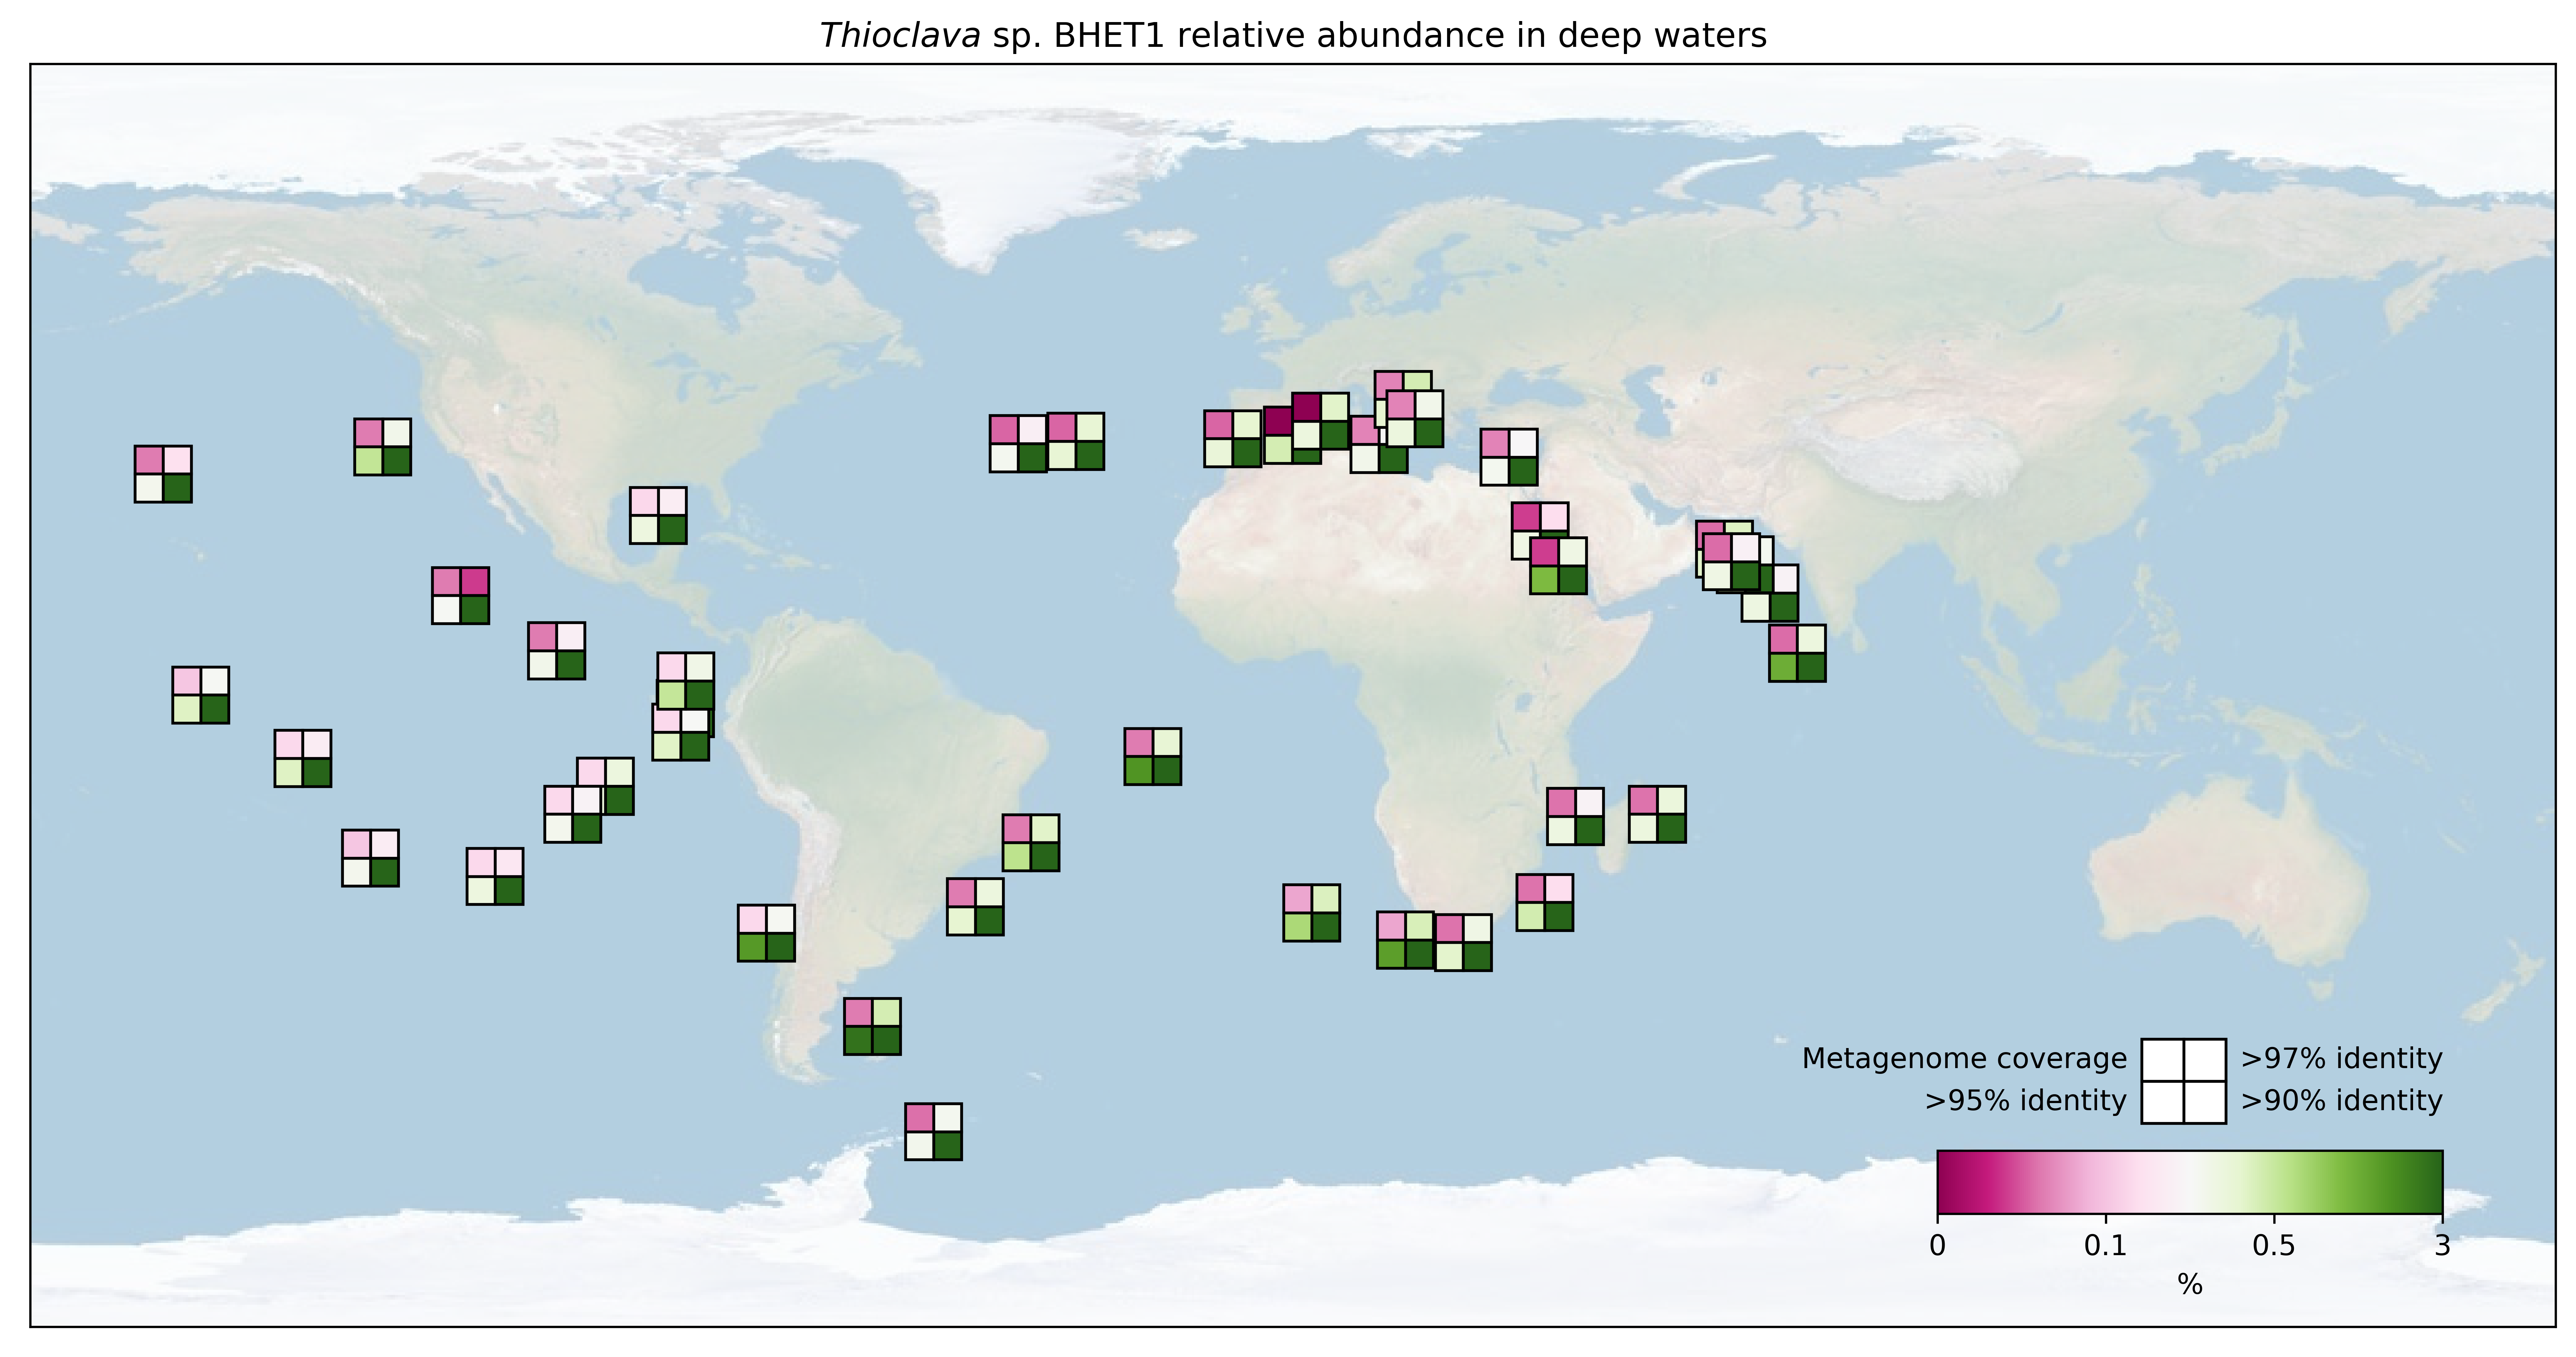 Thioclava sp. BHET1 relative abundance in deep waters
Metagenome coverage >97% identity
>95% identity >90% identity
0 0.1 0.5 3
%